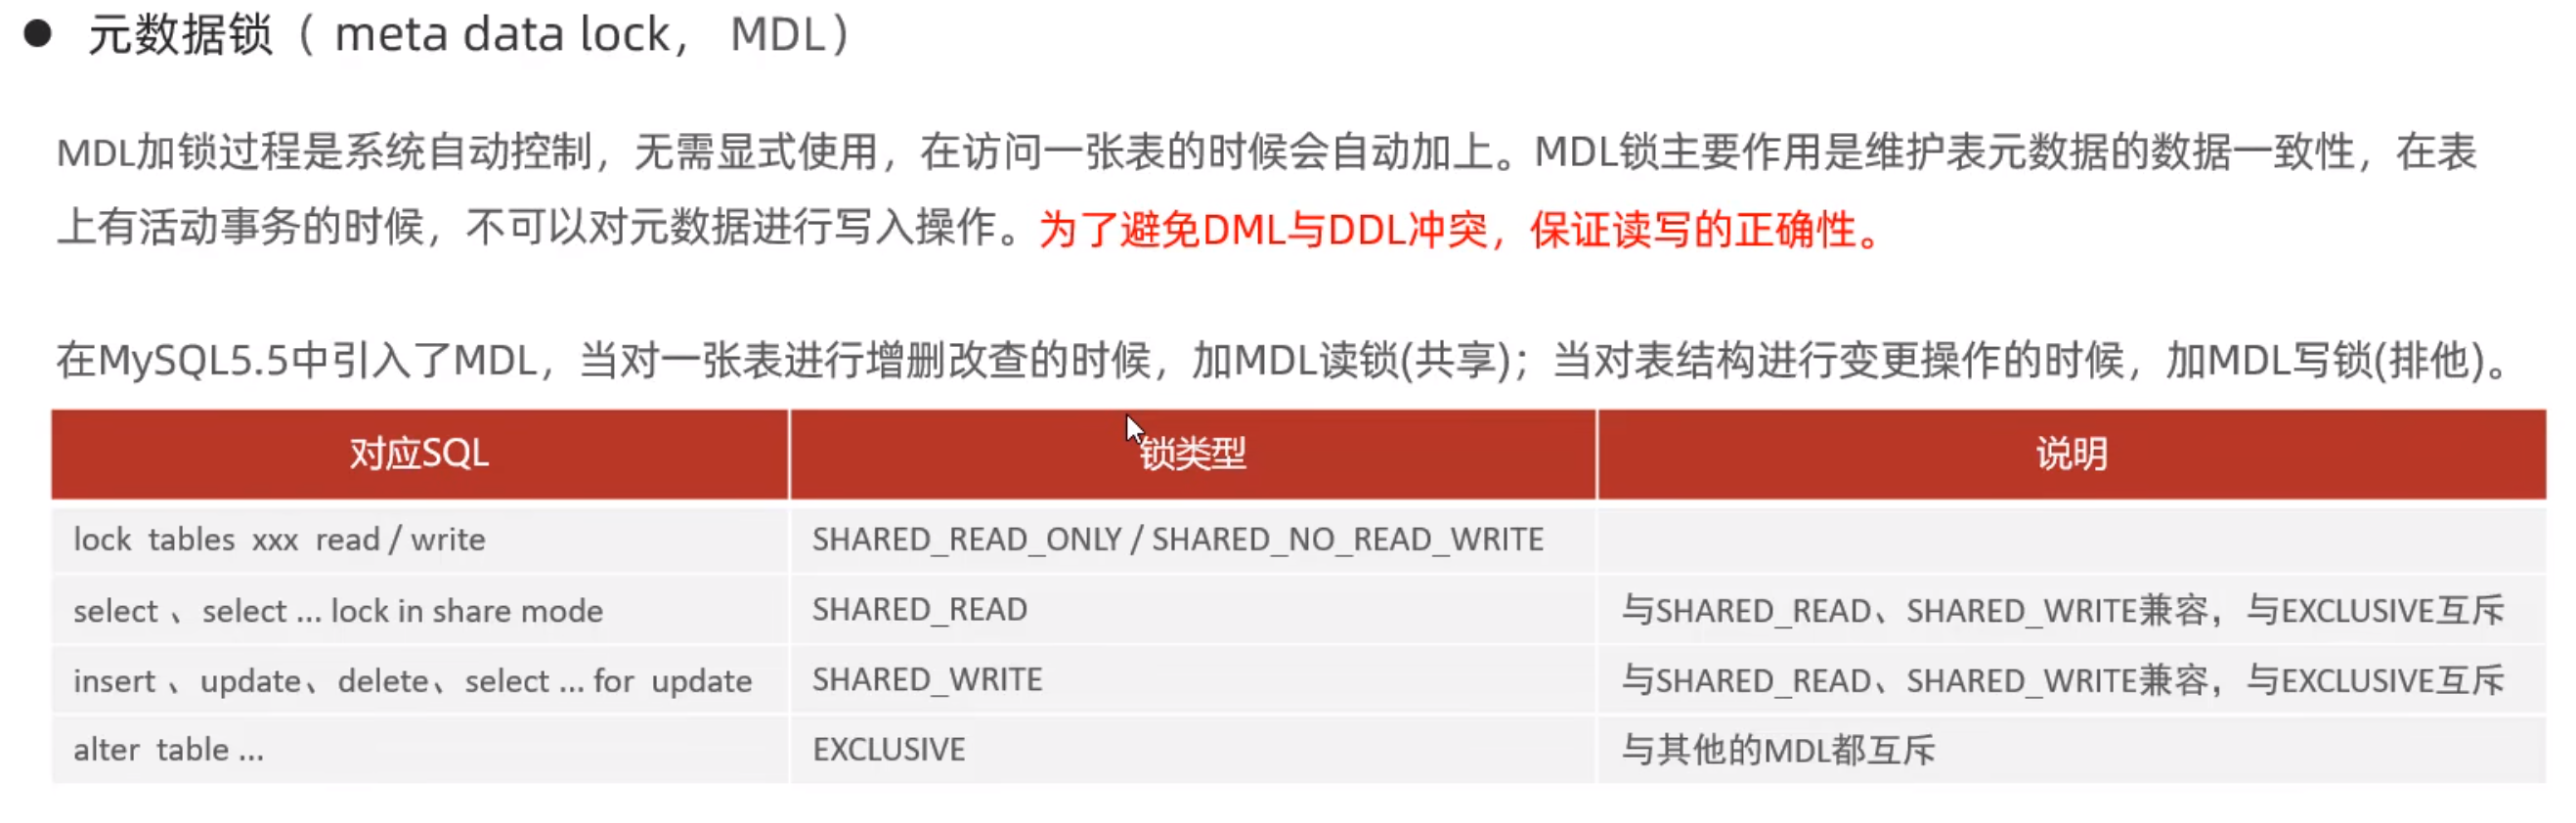 ● 元数据锁（ meta data lock， MDL）
MDL加锁过程是系统自动控制，无需显式使用，在访问一张表的时候会自动加上。MDL锁主要作用是维护表元数据的数据一致性，在表
上有活动事务的时候，不可以对元数据进行写入操作。为了避免DML与DDL冲突，保证读写的正确性。
在MySQL5.5中引入了MDL，当对一张表进行增删改查的时候，加MDL读锁(共享)；当对表结构进行变更操作的时候，加MDL写锁(排他)。
对应SQL 锁类型 说明
lock tables xxx read / write SHARED_READ_ONLY / SHARED_NO_READ_WRITE
select 、select ... lock in share mode SHARED_READ 与SHARED_READ、SHARED_WRITE兼容，与EXCLUSIVE互斥
insert 、update、delete、select ... for update SHARED_WRITE 与SHARED_READ、SHARED_WRITE兼容，与EXCLUSIVE互斥
alter table ... EXCLUSIVE 与其他的MDL都互斥